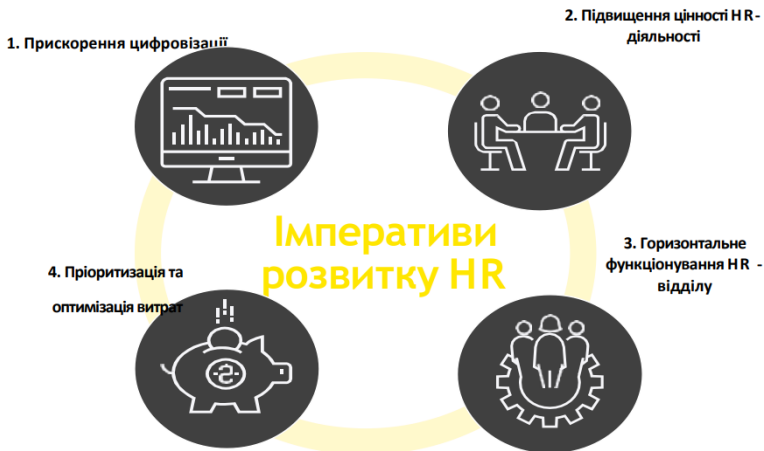 1. Прискорення цифровізації
2. Підвищення цінності HR-
діяльності
Імперативи
розвитку HR
3. Горизонтальне
функціонування HR -
відділу
4. Пріоритизація та
оптимізація витрат
₴